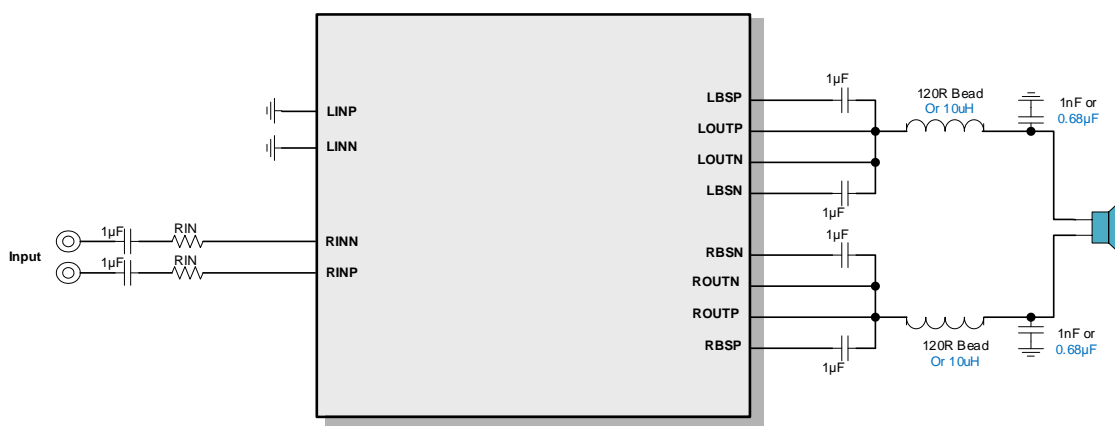 Input
1µF
RIN
1µF
RIN
LINP
LINN
RINN
RINP
LBSP
LOUTP
LOUTN
LBSN
RBSN
ROUTN
ROUTP
RBSP
1µF
1µF
1µF
1µF
120R Bead
Or 10uH
1nF or
0.68µF
120R Bead
Or 10uH
1nF or
0.68µF